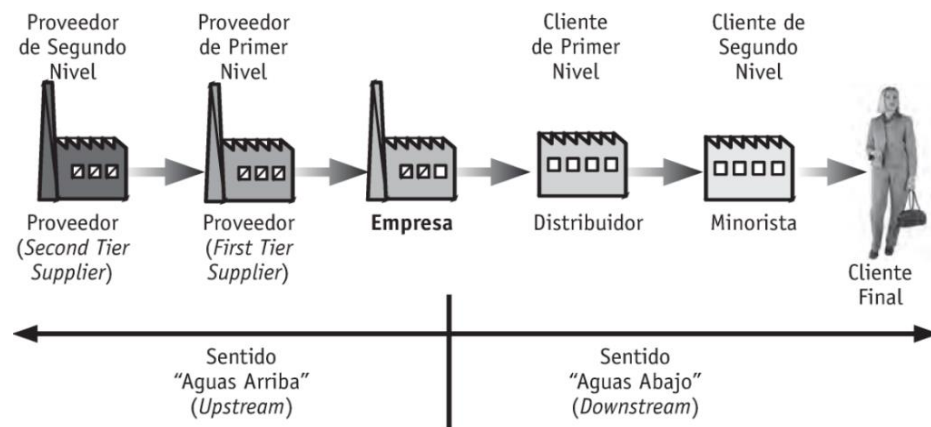 Proveedor
de Segundo
Nivel
Proveedor
de Primer
Nivel
Cliente
de Primer
Nivel
Cliente de
Segundo
Nivel
Proveedor
(Second Tier
Supplier)
Proveedor
(First Tier
Supplier)
Empresa
Distribuidor
Minorista
Cliente
Final
Sentido
“Aguas Arriba”
(Upstream)
Sentido
“Aguas Abajo”
(Downstream)